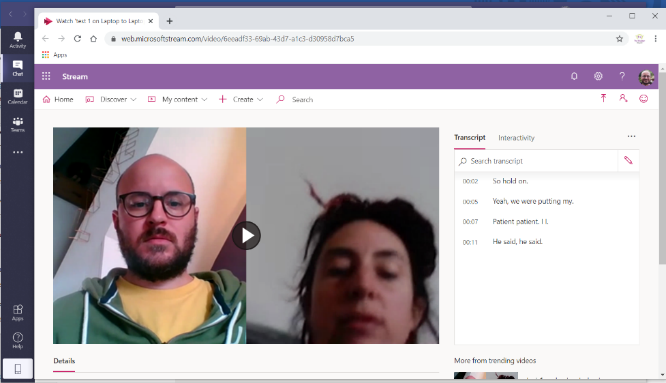 Watch 'Test 1 on Laptop to Lapto
web.microsoftstream.com/video/6eeadf33-69ab-43d7-a1c3-d30958d7bca5
Apps
Activity
Chat
Calendar
Teams
Apps
Help
Stream
Home
Discover
My content
Create
Search
Transcript
Interactivity
Search transcript
00:02 So hold on.
00:05 Yeah, we were putting my.
00:07 Patient patient. I I.
00:11 He said, he said.
Details
More from trending videos